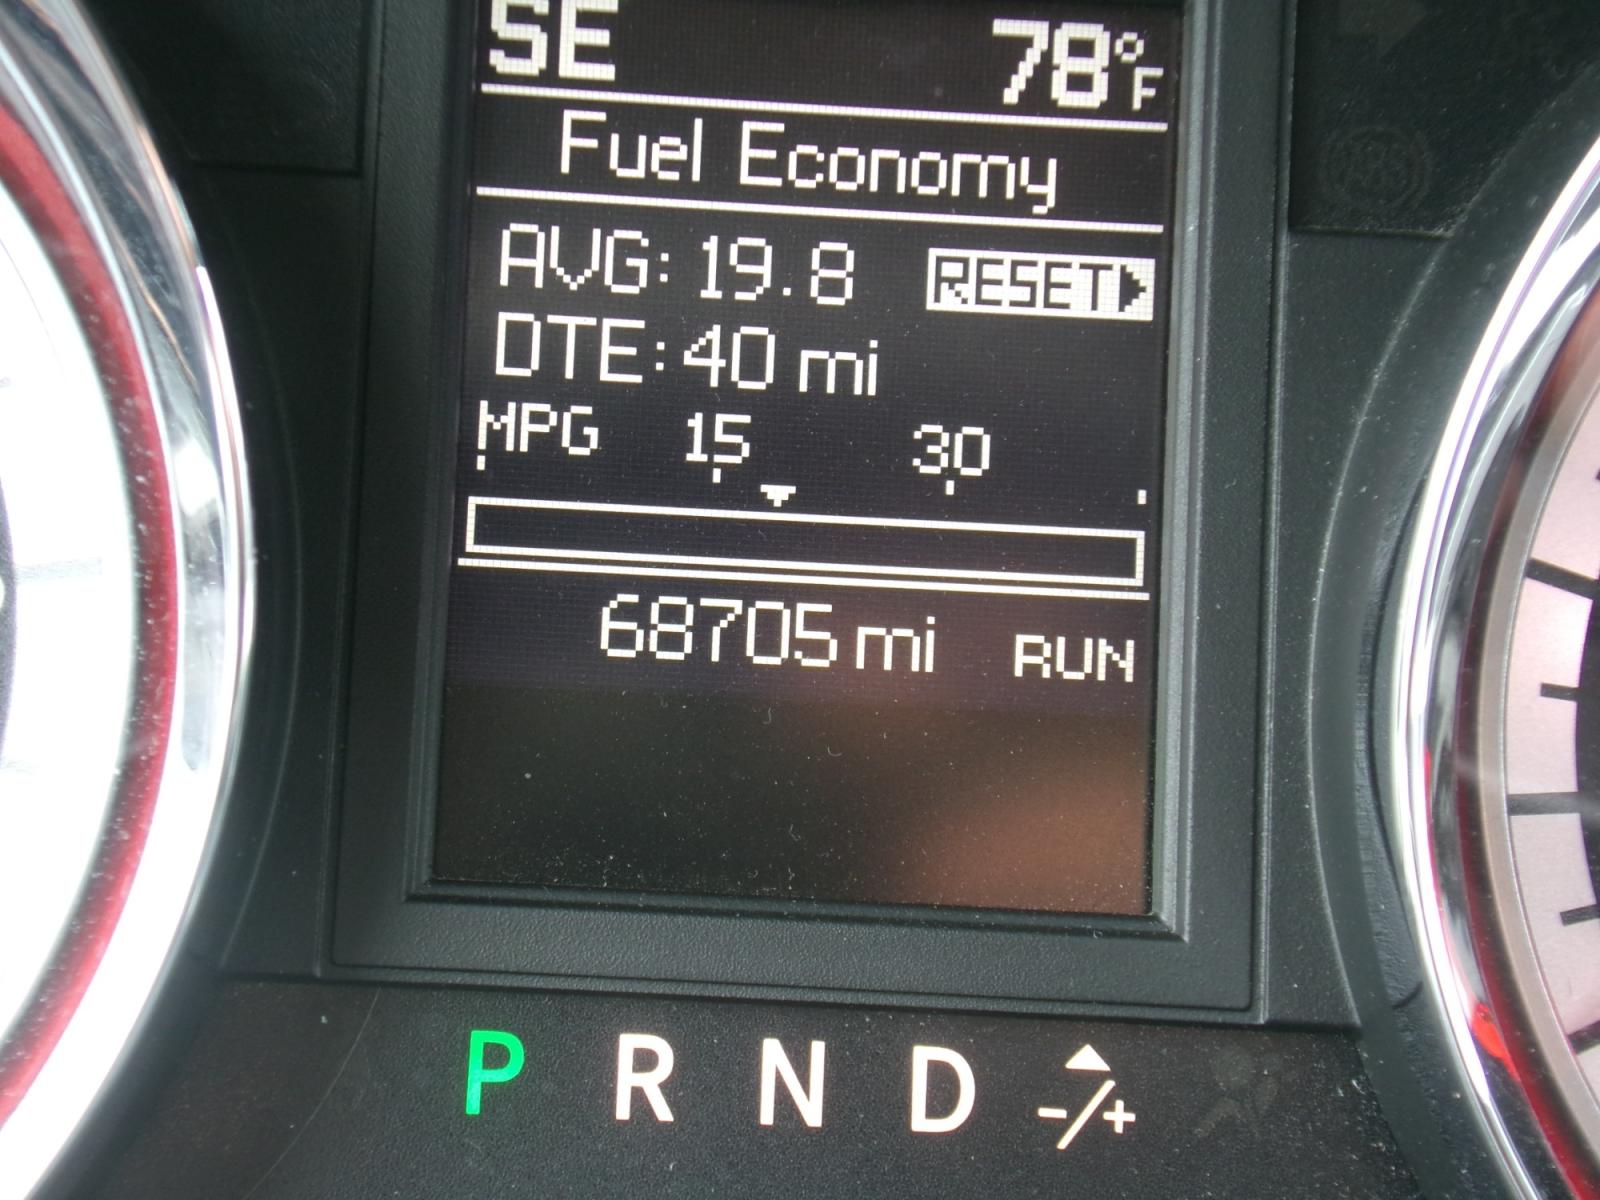 SE 78°F
Fuel Economy
AVG: 19.8 RESET
DTE: 40 mi
MPG 15 30
68705 mi RUN
P R N D -/+